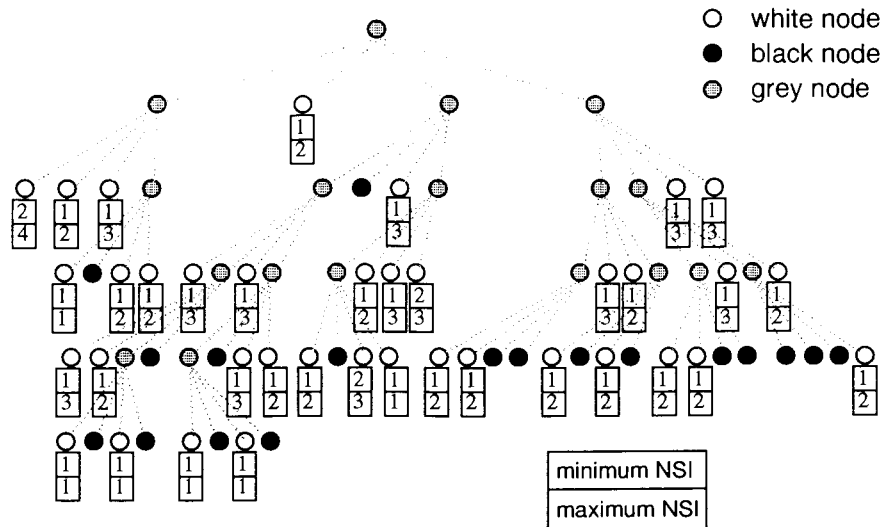 white node
black node
grey node
1
2
2 1 1 1 1 1
4 2 3 3 3 3
1 1 1 1 1 1 1 2 1 1 1 1
1 2 2 3 3 2 3 3 3 2 3 2
1 1 1 1 1 2 1 1 1 1 1 1 1 1
3 2 3 2 2 3 1 2 2 2 2 2 2 2
1 1 1 1
1 1 1 1
minimum NSI
maximum NSI